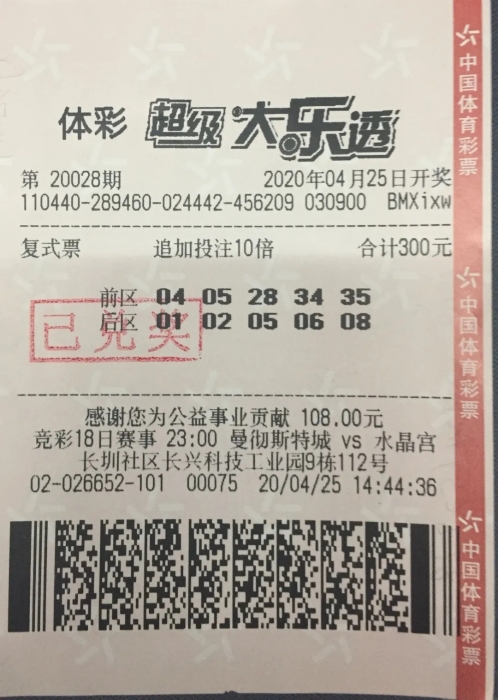 体彩 超级大乐透
第 20028期 2020年04月25日开奖
110440-289460-024442-456209 030900 BMXixw
复式票 追加投注10倍 合计300元
前区 04 05 28 34 35
后区 01 02 05 06 08
已兑奖
感谢您为公益事业贡献 108.00元
竞彩18日赛事 23:00 曼彻斯特城 vs 水晶宫
长圳社区长兴科技工业园9栋112号
02-026652-101 00075 20/04/25 14:44:36
中国体育彩票
中国体育彩票
中国体育彩票